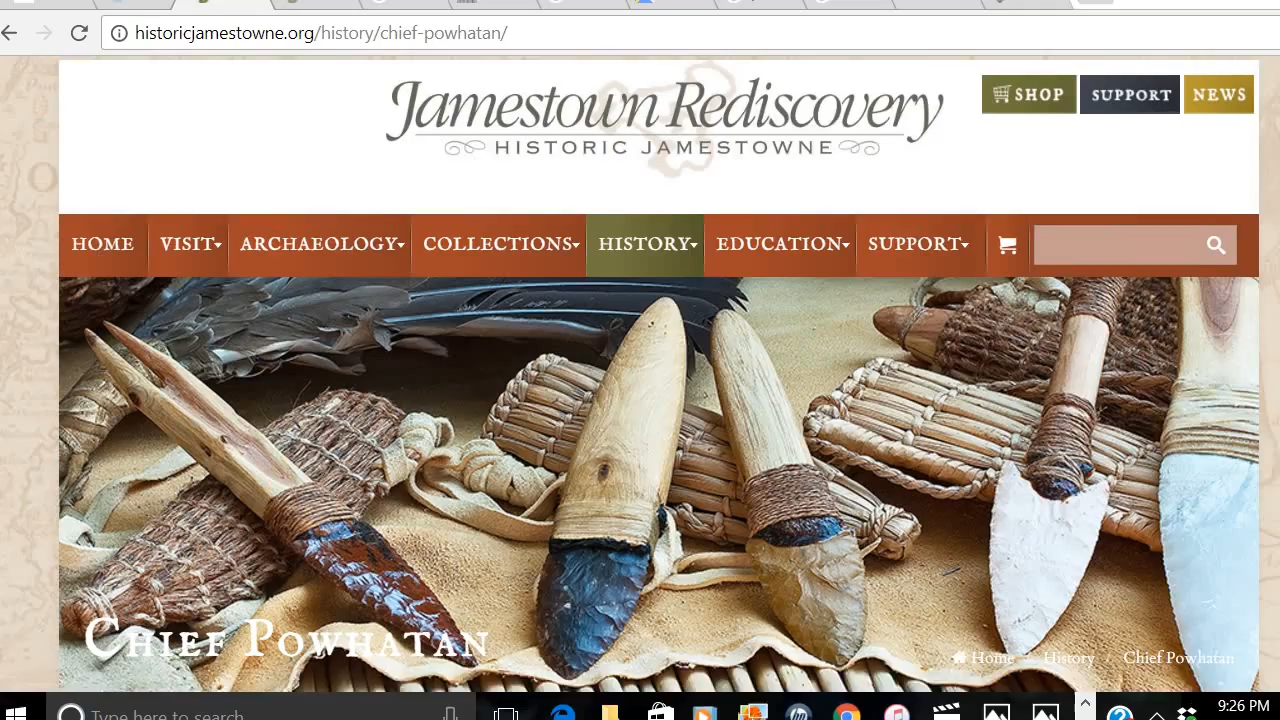 historicjamestowne.org/history/chief-powhatan/
Jamestown Rediscovery
HISTORIC JAMESTOWNE
SHOP SUPPORT NEWS
HOME VISIT ARCHAEOLOGY COLLECTIONS HISTORY EDUCATION SUPPORT
CHIEF POWHATAN
Home / History / Chief Powhatan
Type here to search
9:26 PM